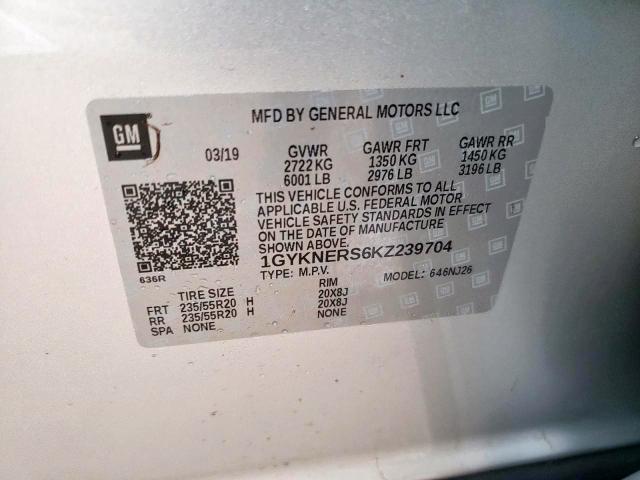 GM
MFD BY GENERAL MOTORS LLC
03/19
GVWR GAWR FRT GAWR RR
2722 KG 1350 KG 1450 KG
6001 LB 2976 LB 3196 LB
THIS VEHICLE CONFORMS TO ALL
APPLICABLE U.S. FEDERAL MOTOR
VEHICLE SAFETY STANDARDS IN EFFECT
ON THE DATE OF MANUFACTURE
SHOWN ABOVE.
1GYKNERS6KZ239704
636R
TYPE: M.P.V. MODEL: 646NJ26
TIRE SIZE RIM
FRT 235/55R20 H 20X8J
RR 235/55R20 H 20X8J
SPA NONE NONE